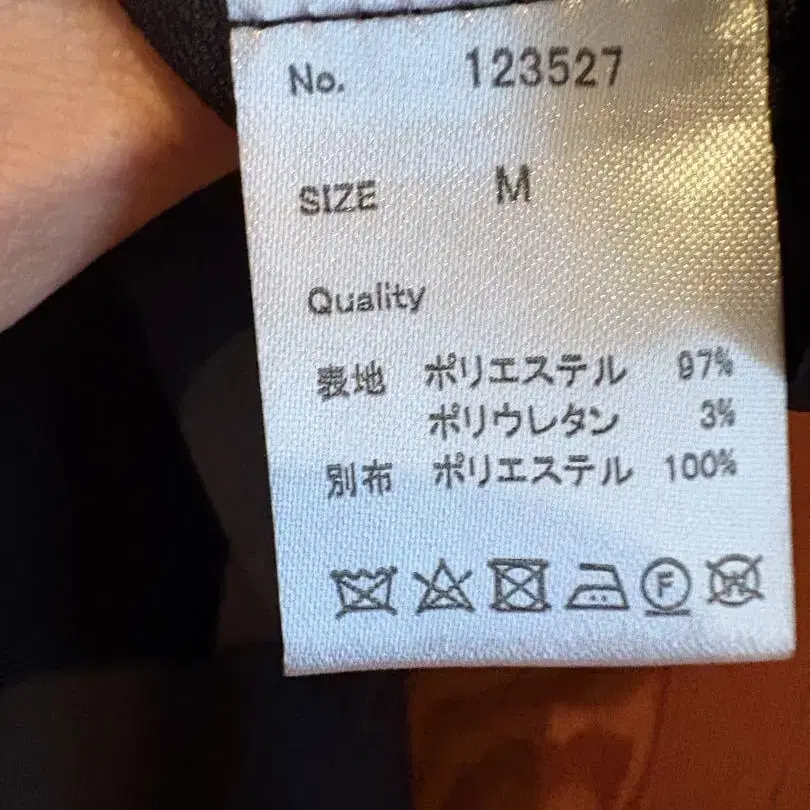 No. 123527
SIZE M
Quality
表地 ポリエステル 97%
ポリウレタン 3%
別布 ポリエステル 100%
F W